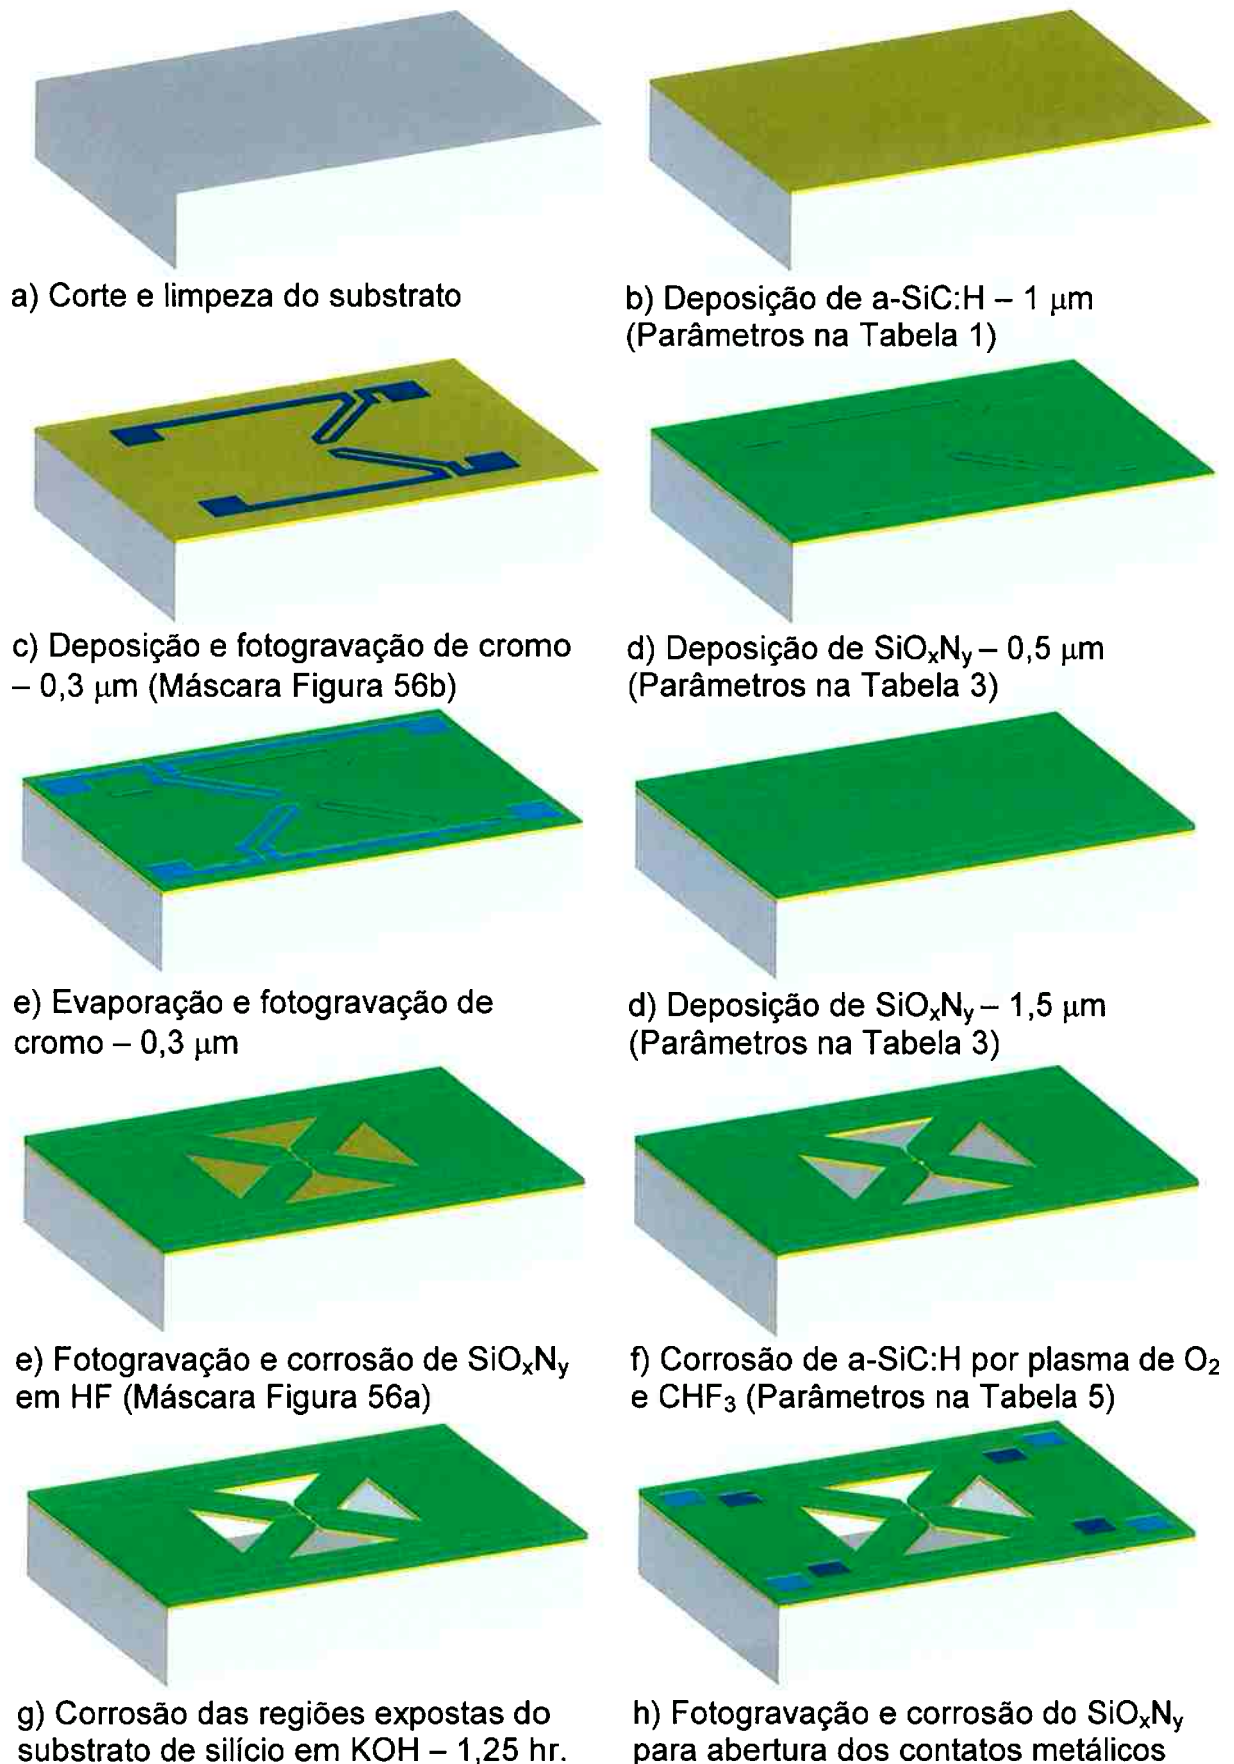 a) Corte e limpeza do substrato
b) Deposição de a-SiC:H – 1 μm
(Parâmetros na Tabela 1)
c) Deposição e fotogravação de cromo
– 0,3 μm (Máscara Figura 56b)
d) Deposição de SiOₓNᵧ – 0,5 μm
(Parâmetros na Tabela 3)
e) Evaporação e fotogravação de
cromo – 0,3 μm
d) Deposição de SiOₓNᵧ – 1,5 μm
(Parâmetros na Tabela 3)
e) Fotogravação e corrosão de SiOₓNᵧ
em HF (Máscara Figura 56a)
f) Corrosão de a-SiC:H por plasma de O₂
e CHF₃ (Parâmetros na Tabela 5)
g) Corrosão das regiões expostas do
substrato de silício em KOH – 1,25 hr.
h) Fotogravação e corrosão do SiOₓNᵧ
para abertura dos contatos metálicos